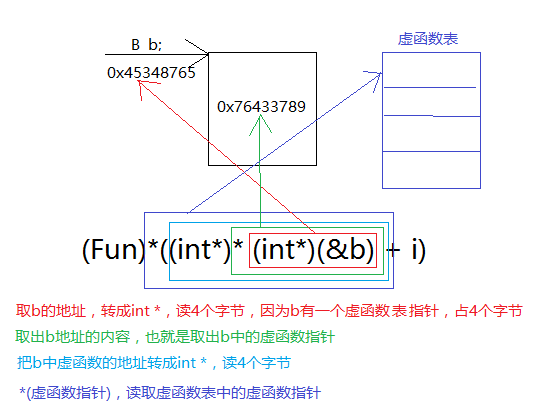 B b;
虚函数表
0x45348765
0x76433789
(Fun)*((int*)* (int*)(&b) + i)
取b的地址，转成int *，读4个字节，因为b有一个虚函数表指针，占4个字节
取出b地址的内容，也就是取出b中的虚函数指针
把b中虚函数的地址转成int *，读4个字节
*(虚函数指针)，读取虚函数表中的虚函数指针